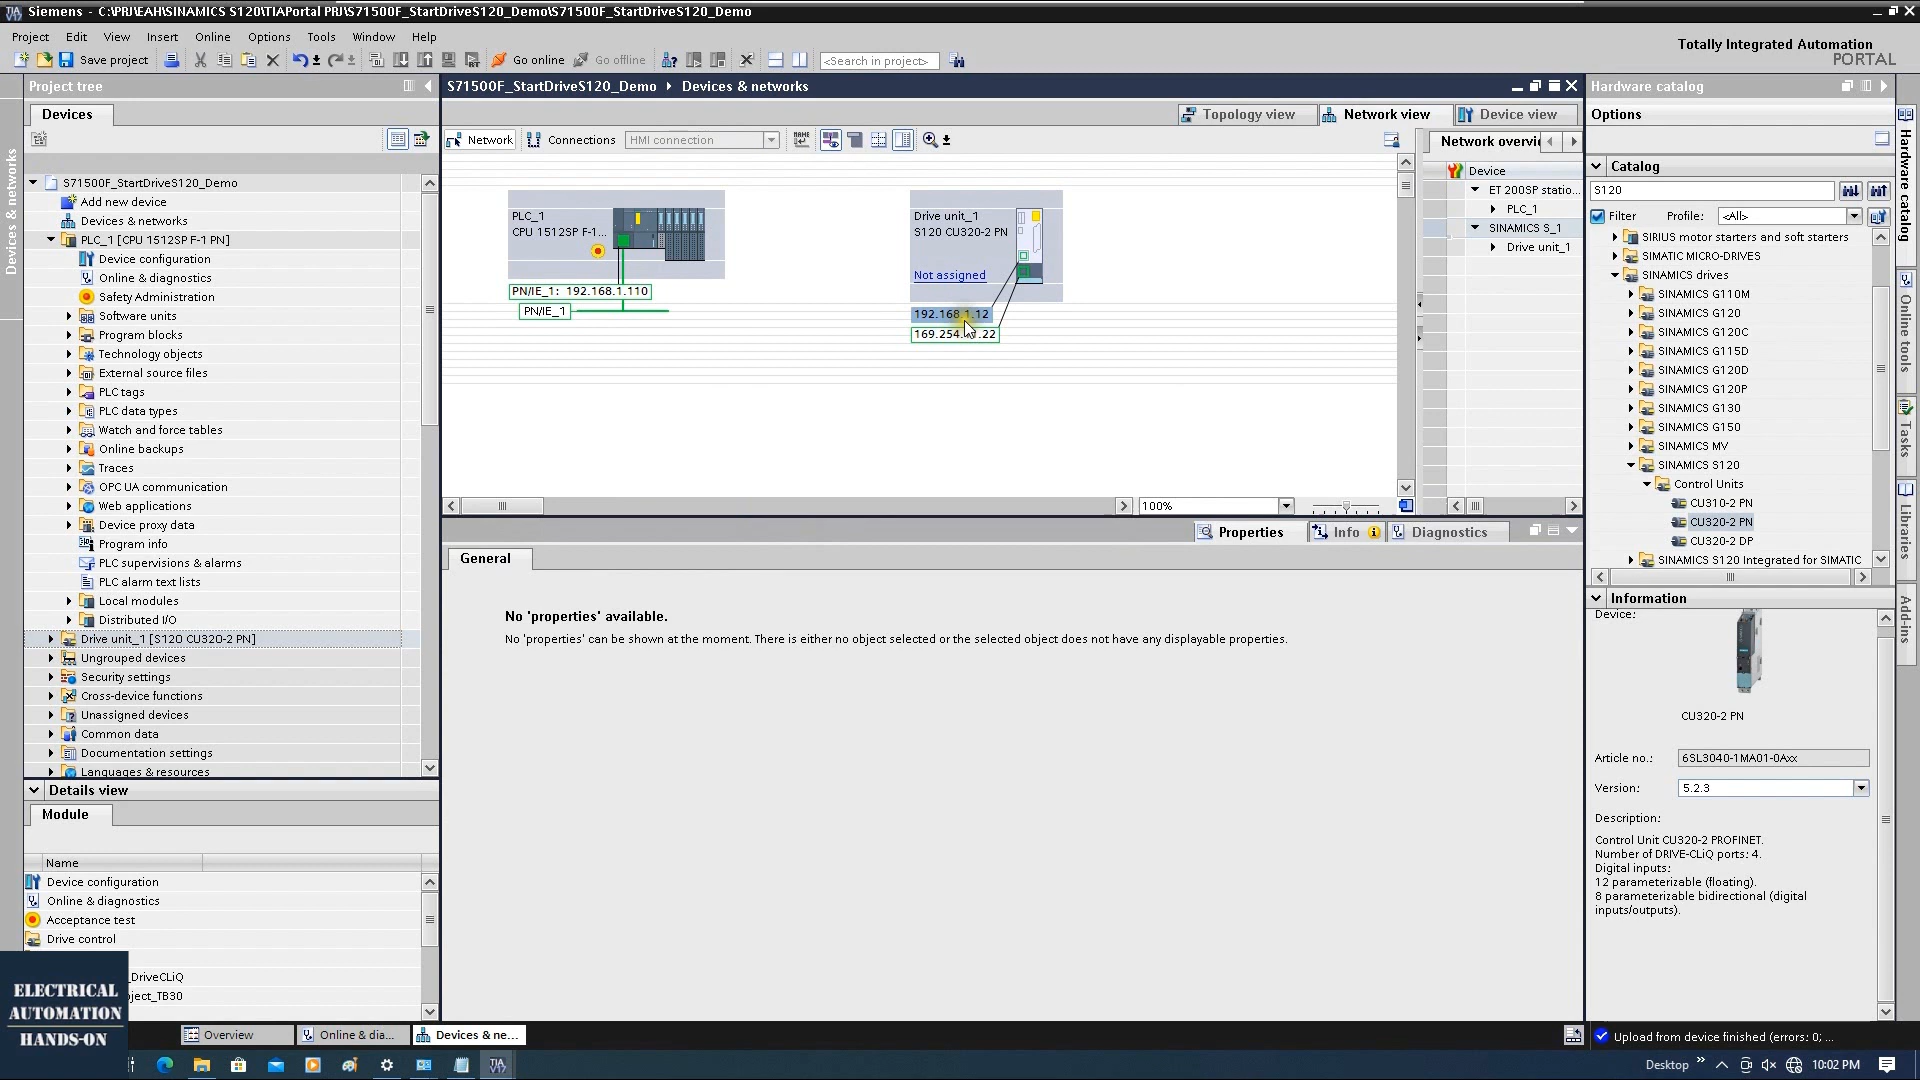 Siemens - C:\PRJ\EAH\SINAMICS S120\TIAPortal PRJ\S71500F_StartDriveS120_Demo\S71500F_StartDriveS120_Demo
Project Edit View Insert Online Options Tools Window Help
Totally Integrated Automation
PORTAL
Save project
Go online
Go offline
<Search in project>
Project tree
Devices
Devices & networks
S71500F_StartDriveS120_Demo
Add new device
Devices & networks
PLC_1 [CPU 1512SP F-1 PN]
Device configuration
Online & diagnostics
Safety Administration
Software units
Program blocks
Technology objects
External source files
PLC tags
PLC data types
Watch and force tables
Online backups
Traces
OPC UA communication
Web applications
Device proxy data
Program info
PLC supervisions & alarms
PLC alarm text lists
Local modules
Distributed I/O
Drive unit_1 [S120 CU320-2 PN]
Ungrouped devices
Security settings
Cross-device functions
Unassigned devices
Common data
Documentation settings
Languages & resources
Details view
Module
Name
Device configuration
Online & diagnostics
Acceptance test
Drive control
_DriveCLiQ
ject_TB30
ELECTRICAL
AUTOMATION
HANDS-ON
S71500F_StartDriveS120_Demo Devices & networks
Topology view
Network view
Device view
Network
Connections
HMI connection
PLC_1
CPU 1512SP F-1...
PN/IE_1: 192.168.1.110
PN/IE_1
Drive unit_1
S120 CU320-2 PN
Not assigned
192.168.1.12
169.254. .22
100%
Network overvi
Device
ET 200SP statio...
PLC_1
SINAMICS S_1
Drive unit_1
Properties
Info
Diagnostics
General
No 'properties' available.
No 'properties' can be shown at the moment. There is either no object selected or the selected object does not have any displayable properties.
Hardware catalog
Options
Catalog
S120
Filter
Profile:
<All>
SIRIUS motor starters and soft starters
SIMATIC MICRO-DRIVES
SINAMICS drives
SINAMICS G110M
SINAMICS G120
SINAMICS G120C
SINAMICS G115D
SINAMICS G120D
SINAMICS G120P
SINAMICS G130
SINAMICS G150
SINAMICS MV
SINAMICS S120
Control Units
CU310-2 PN
CU320-2 PN
CU320-2 DP
SINAMICS S120 Integrated for SIMATIC
Information
Device:
CU320-2 PN
Article no.:
6SL3040-1MA01-0Axx
Version:
5.2.3
Description:
Control Unit CU320-2 PROFINET.
Number of DRIVE-CLiQ ports: 4.
Digital inputs:
12 parameterizable (floating).
8 parameterizable bidirectional (digital
inputs/outputs).
Hardware catalog
Online tools
Tasks
Libraries
Add-ins
Overview
Online & dia...
Devices & ne...
Upload from device finished (errors: 0; ...
Desktop
10:02 PM